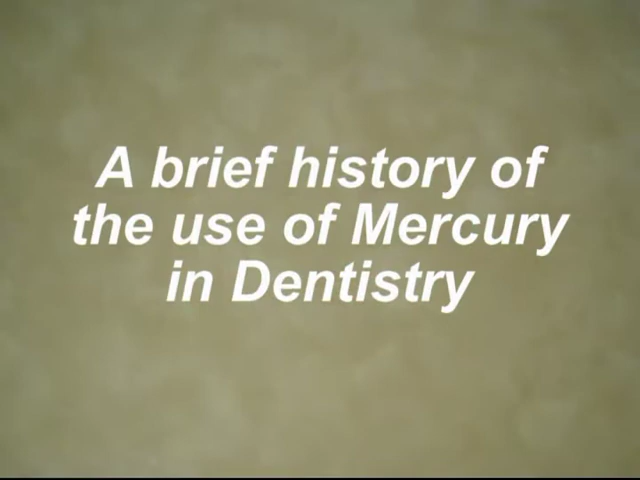 A brief history of
the use of Mercury
in Dentistry